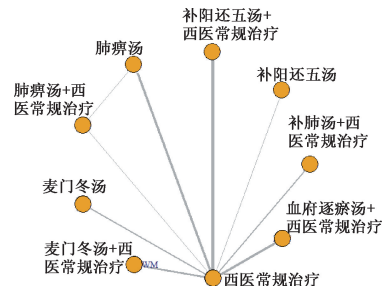 补阳还五汤+
西医常规治疗
肺痹汤
补阳还五汤
肺痹汤+西
医常规治疗
补肺汤+西
医常规治疗
麦门冬汤
血府逐瘀汤+
西医常规治疗
麦门冬汤+西
医常规治疗
WM
西医常规治疗